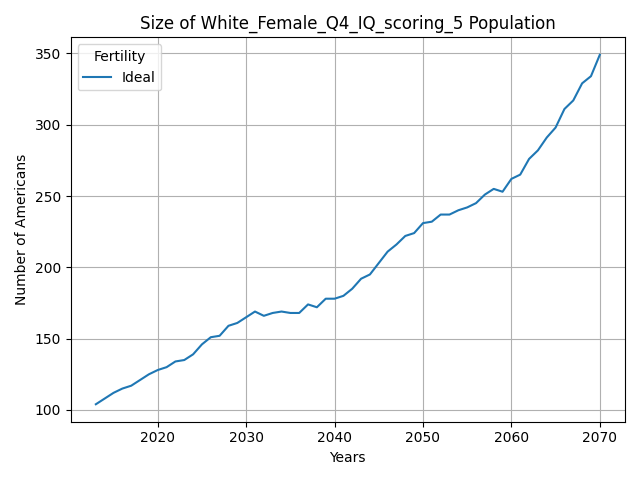 Size of White_Female_Q4_IQ_scoring_5 Population
Fertility
Ideal
Number of Americans
350
300
250
200
150
100
2020 2030 2040 2050 2060 2070
Years